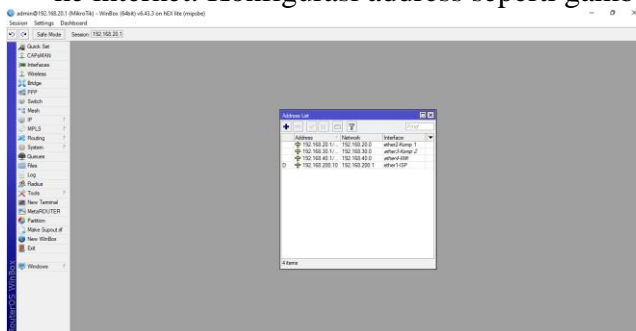 ke internet. Konfigurasi address seperti gamb
admin@192.168.20.1 (MikroTik) - WinBox (64bit) v6.43.3 on hEX lite (mipsbe)
Session Settings Dashboard
Safe Mode Session: 192.168.20.1
Quick Set
CAPsMAN
Interfaces
Wireless
Bridge
PPP
Switch
Mesh
IP
MPLS
Routing
System
Queues
Files
Log
Radius
Tools
New Terminal
MetaROUTER
Partition
Make Supout.rif
New WinBox
Exit
Windows
RouterOS WinBox
Address List
Find
Address Network Interface
192.168.20.1/... 192.168.20.0 ether2-Komp 1
192.168.30.1/... 192.168.30.0 ether3-Komp 2
192.168.40.1/... 192.168.40.0 ether4-Wifi
D 192.168.200.10 192.168.200.1 ether1-ISP
4 items